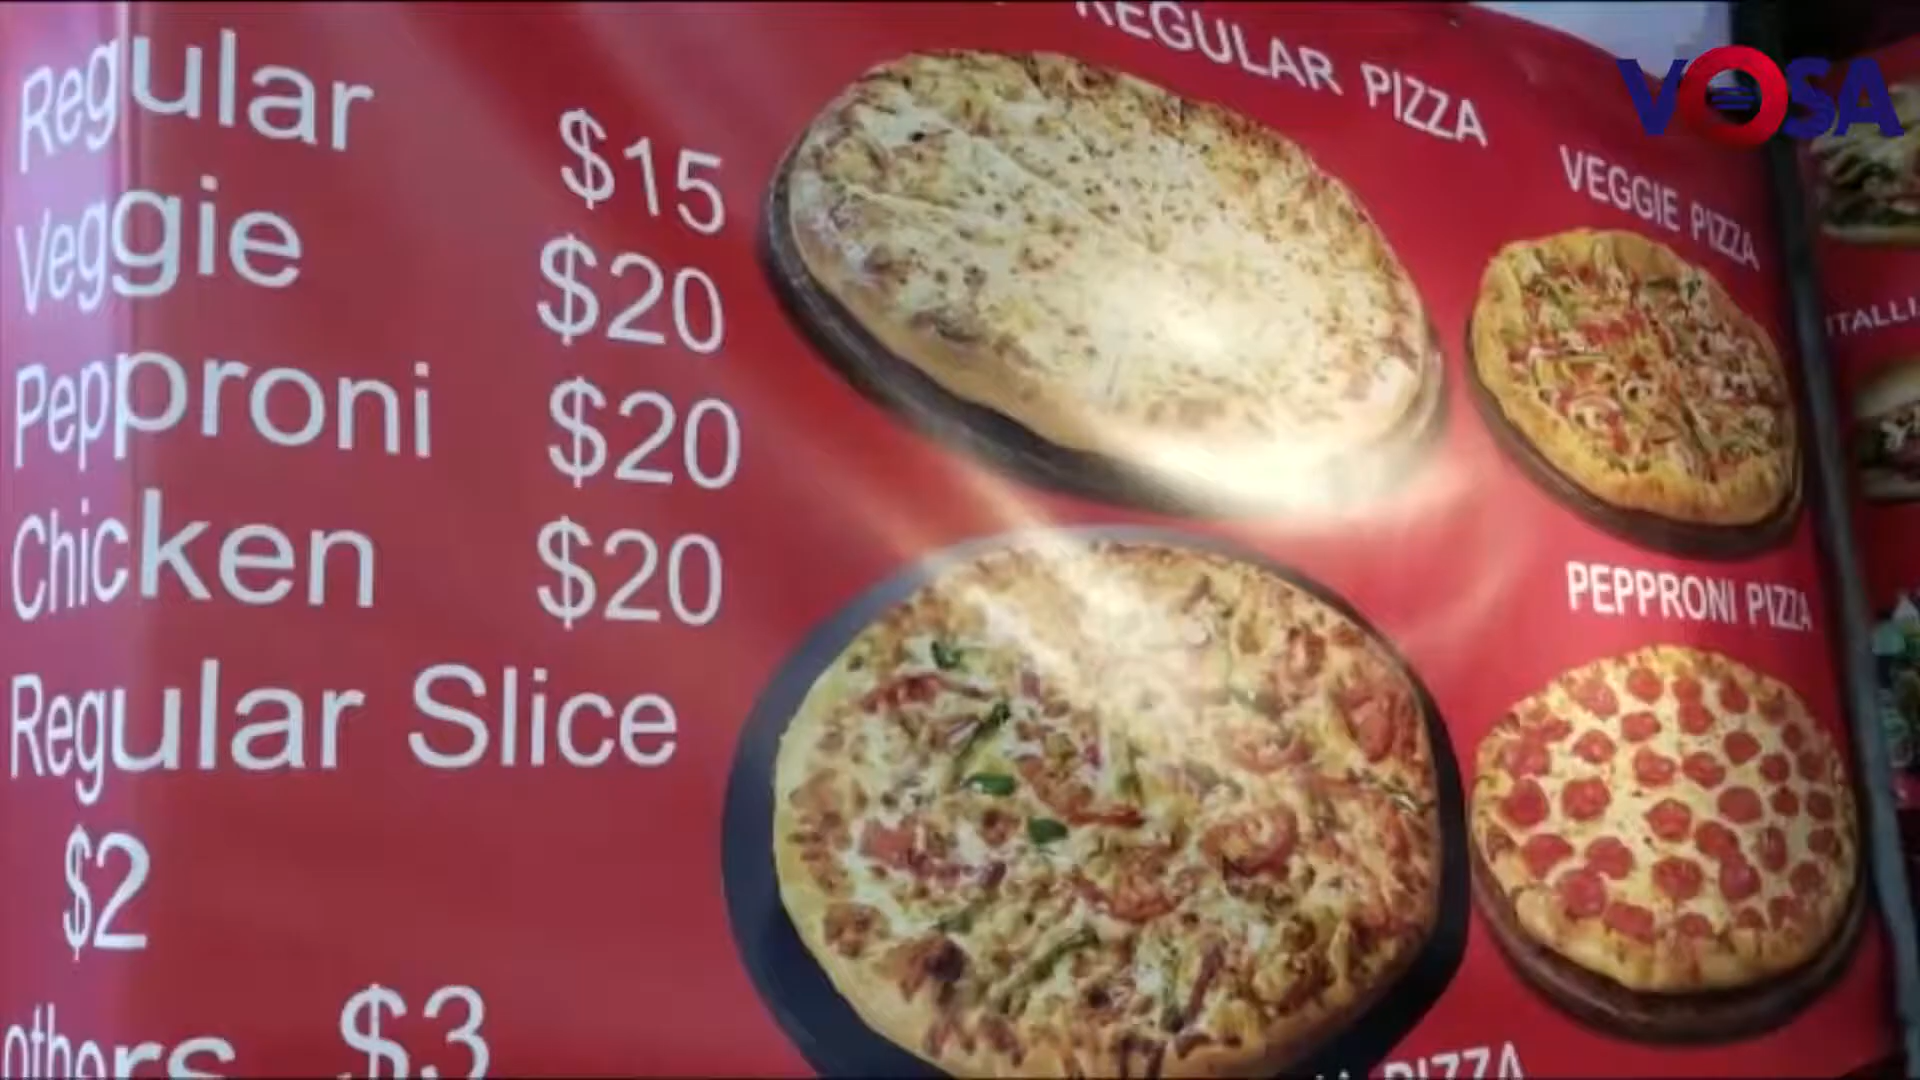 Regular $15
Veggie $20
Pepproni $20
Chicken $20
Regular Slice
$2
others $3
REGULAR PIZZA
VEGGIE PIZZA
PEPPRONI PIZZA
PIZZA
VOSA